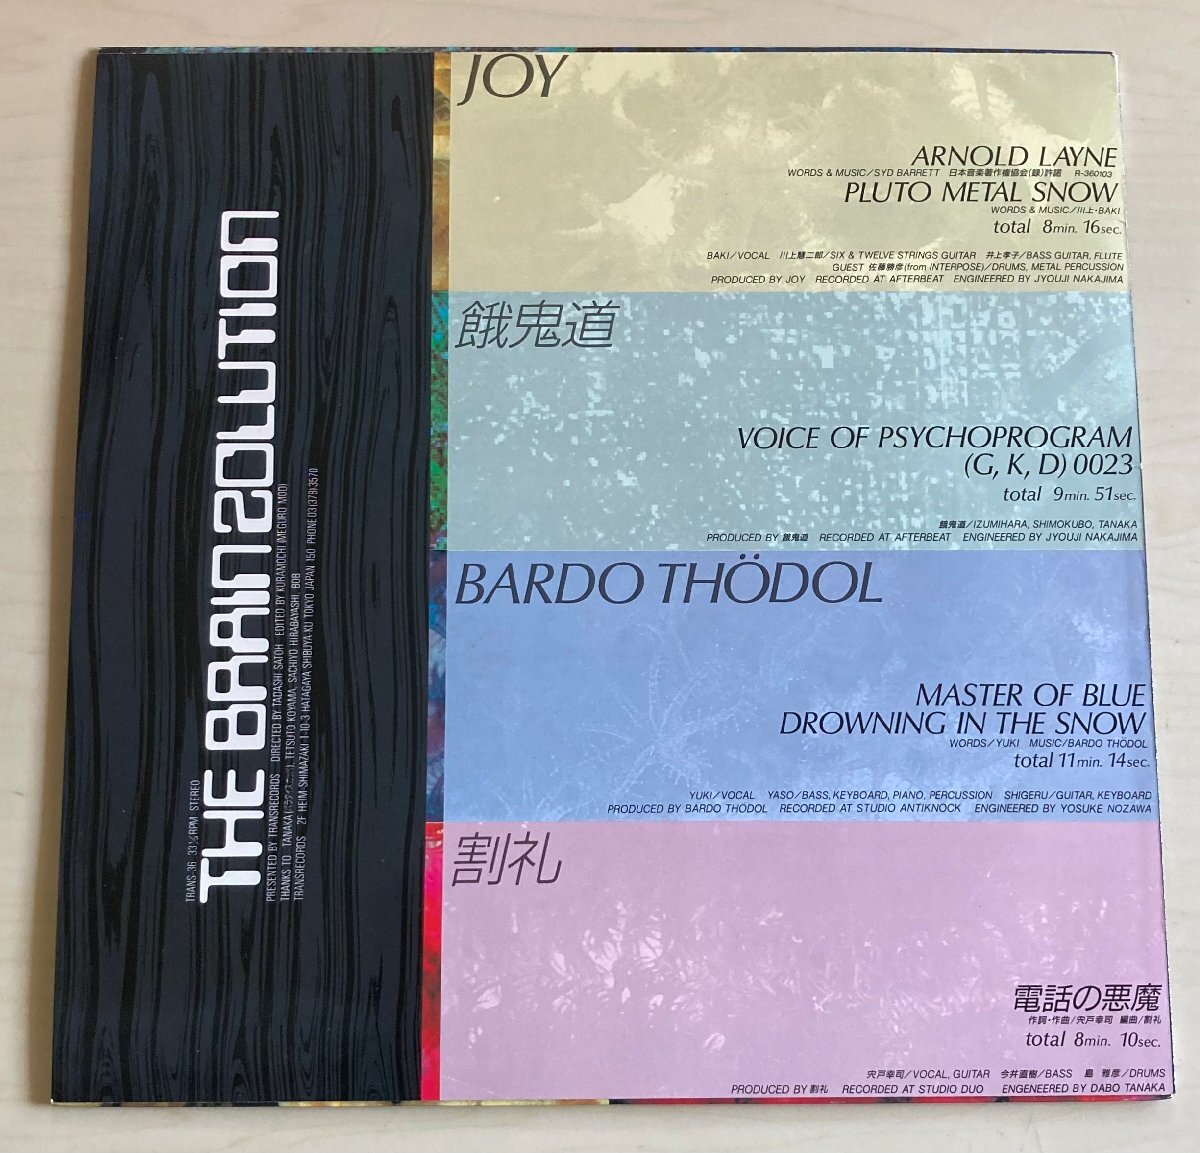 THE BRAIN 2OLUTION
TRANS-36 33⅓RPM STEREO
PRESENTED BY TRANSRECORDS DIRECTED BY TADASHI SATOH EDITED BY KURAMOCHI (MEGURO MOD)
THANKS TO TANAKA TETSUTO KOYAMA, SACHIYO HIRABAYASHI, BOB
TRANSRECORDS 2F HEIM SHIMAZAKI 1-10-3 HATAGAYA SHIBUYA-KU TOKYO JAPAN 150 PHONE 03(379)3570
JOY
ARNOLD LAYNE
WORDS & MUSIC/SYD BARRETT 日本音楽著作権協会(録)許諾 R-360103
PLUTO METAL SNOW
WORDS & MUSIC/川上・BAKI
total 8min. 16sec.
BAKI/VOCAL 川上慧二郎/SIX & TWELVE STRINGS GUITAR 井上孝子/BASS GUITAR, FLUTE
GUEST 佐藤勝彦(from INTERPOSE)/DRUMS, METAL PERCUSSION
PRODUCED BY JOY RECORDED AT AFTERBEAT ENGINEERED BY JYOUJI NAKAJIMA
餓鬼道
VOICE OF PSYCHOPROGRAM
(G, K, D) 0023
total 9min. 51sec.
餓鬼道/IZUMIHARA, SHIMOKUBO, TANAKA
PRODUCED BY 餓鬼道 RECORDED AT AFTERBEAT ENGINEERED BY JYOUJI NAKAJIMA
BARDO THÖDOL
MASTER OF BLUE
DROWNING IN THE SNOW
WORDS/YUKI MUSIC/BARDO THÖDOL
total 11min. 14sec.
YUKI/VOCAL YASO/BASS, KEYBOARD, PIANO, PERCUSSION SHIGERU/GUITAR, KEYBOARD
PRODUCED BY BARDO THODOL RECORDED AT STUDIO ANTIKNOCK ENGINEERED BY YOSUKE NOZAWA
割礼
電話の悪魔
作詞・作曲/宍戸幸司 編曲/割礼
total 8min. 10sec.
宍戸幸司/VOCAL, GUITAR 今井直樹/BASS 島 雅彦/DRUMS
PRODUCED BY 割礼 RECORDED AT STUDIO DUO ENGENEERED BY DABO TANAKA